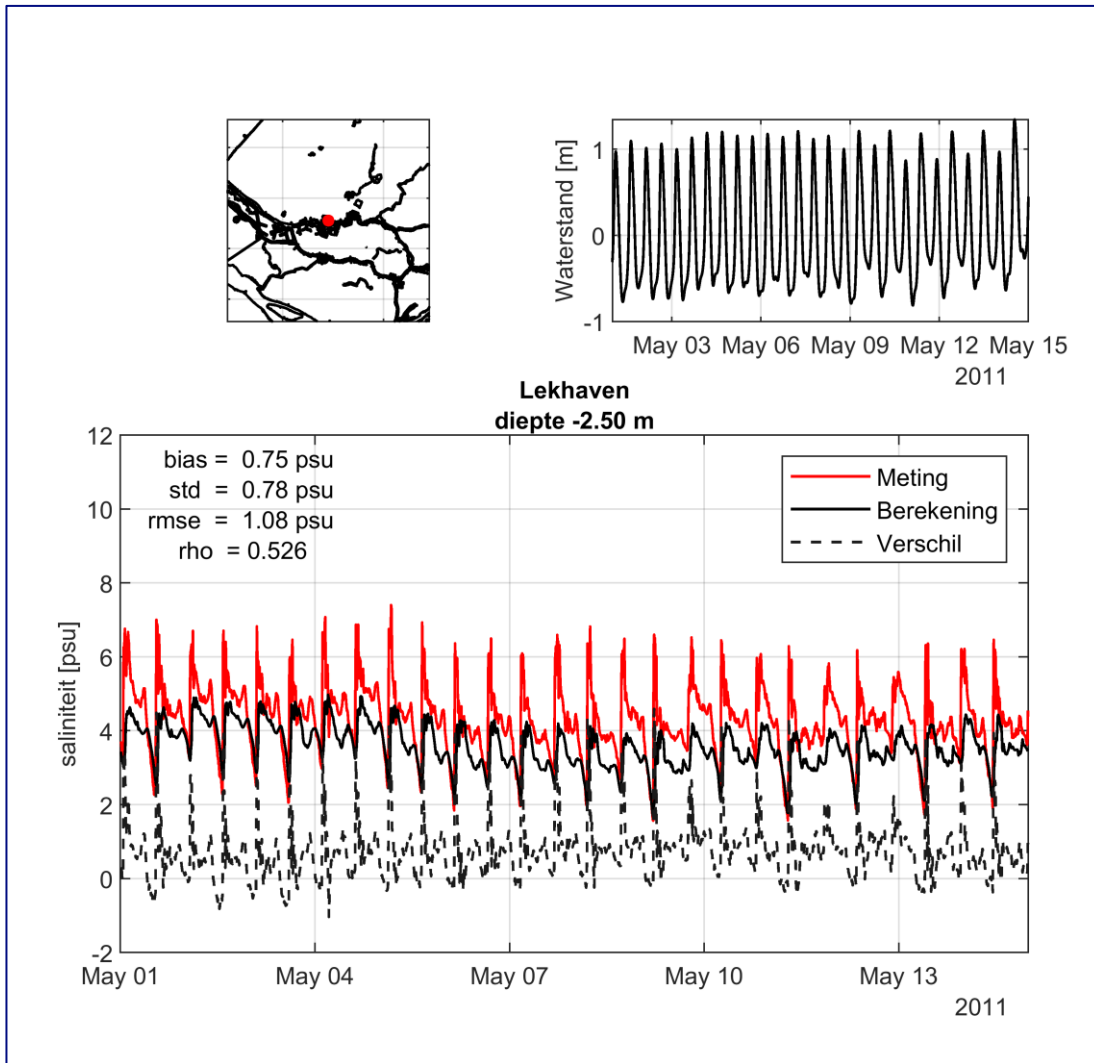 Waterstand [m]
1
0
-1
May 03 May 06 May 09 May 12 May 15
2011
Lekhaven
diepte -2.50 m
saliniteit [psu]
12
10
8
6
4
2
0
-2
bias = 0.75 psu
std = 0.78 psu
rmse = 1.08 psu
rho = 0.526
Meting
Berekening
Verschil
May 01 May 04 May 07 May 10 May 13
2011